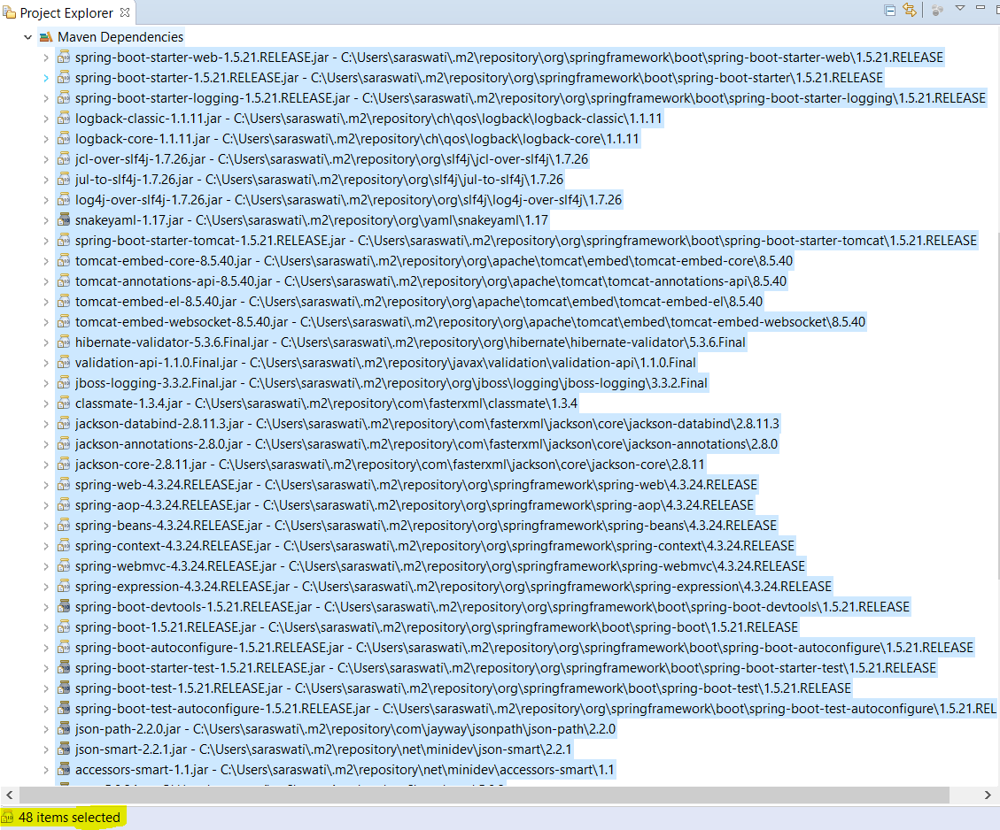 Project Explorer
Maven Dependencies
spring-boot-starter-web-1.5.21.RELEASE.jar - C:\Users\saraswati\.m2\repository\org\springframework\boot\spring-boot-starter-web\1.5.21.RELEASE
spring-boot-starter-1.5.21.RELEASE.jar - C:\Users\saraswati\.m2\repository\org\springframework\boot\spring-boot-starter\1.5.21.RELEASE
spring-boot-starter-logging-1.5.21.RELEASE.jar - C:\Users\saraswati\.m2\repository\org\springframework\boot\spring-boot-starter-logging\1.5.21.RELEASE
logback-classic-1.1.11.jar - C:\Users\saraswati\.m2\repository\ch\qos\logback\logback-classic\1.1.11
logback-core-1.1.11.jar - C:\Users\saraswati\.m2\repository\ch\qos\logback\logback-core\1.1.11
jcl-over-slf4j-1.7.26.jar - C:\Users\saraswati\.m2\repository\org\slf4j\jcl-over-slf4j\1.7.26
jul-to-slf4j-1.7.26.jar - C:\Users\saraswati\.m2\repository\org\slf4j\jul-to-slf4j\1.7.26
log4j-over-slf4j-1.7.26.jar - C:\Users\saraswati\.m2\repository\org\slf4j\log4j-over-slf4j\1.7.26
snakeyaml-1.17.jar - C:\Users\saraswati\.m2\repository\org\yaml\snakeyaml\1.17
spring-boot-starter-tomcat-1.5.21.RELEASE.jar - C:\Users\saraswati\.m2\repository\org\springframework\boot\spring-boot-starter-tomcat\1.5.21.RELEASE
tomcat-embed-core-8.5.40.jar - C:\Users\saraswati\.m2\repository\org\apache\tomcat\embed\tomcat-embed-core\8.5.40
tomcat-annotations-api-8.5.40.jar - C:\Users\saraswati\.m2\repository\org\apache\tomcat\tomcat-annotations-api\8.5.40
tomcat-embed-el-8.5.40.jar - C:\Users\saraswati\.m2\repository\org\apache\tomcat\embed\tomcat-embed-el\8.5.40
tomcat-embed-websocket-8.5.40.jar - C:\Users\saraswati\.m2\repository\org\apache\tomcat\embed\tomcat-embed-websocket\8.5.40
hibernate-validator-5.3.6.Final.jar - C:\Users\saraswati\.m2\repository\org\hibernate\hibernate-validator\5.3.6.Final
validation-api-1.1.0.Final.jar - C:\Users\saraswati\.m2\repository\javax\validation\validation-api\1.1.0.Final
jboss-logging-3.3.2.Final.jar - C:\Users\saraswati\.m2\repository\org\jboss\logging\jboss-logging\3.3.2.Final
classmate-1.3.4.jar - C:\Users\saraswati\.m2\repository\com\fasterxml\classmate\1.3.4
jackson-databind-2.8.11.3.jar - C:\Users\saraswati\.m2\repository\com\fasterxml\jackson\core\jackson-databind\2.8.11.3
jackson-annotations-2.8.0.jar - C:\Users\saraswati\.m2\repository\com\fasterxml\jackson\core\jackson-annotations\2.8.0
jackson-core-2.8.11.jar - C:\Users\saraswati\.m2\repository\com\fasterxml\jackson\core\jackson-core\2.8.11
spring-web-4.3.24.RELEASE.jar - C:\Users\saraswati\.m2\repository\org\springframework\spring-web\4.3.24.RELEASE
spring-aop-4.3.24.RELEASE.jar - C:\Users\saraswati\.m2\repository\org\springframework\spring-aop\4.3.24.RELEASE
spring-beans-4.3.24.RELEASE.jar - C:\Users\saraswati\.m2\repository\org\springframework\spring-beans\4.3.24.RELEASE
spring-context-4.3.24.RELEASE.jar - C:\Users\saraswati\.m2\repository\org\springframework\spring-context\4.3.24.RELEASE
spring-webmvc-4.3.24.RELEASE.jar - C:\Users\saraswati\.m2\repository\org\springframework\spring-webmvc\4.3.24.RELEASE
spring-expression-4.3.24.RELEASE.jar - C:\Users\saraswati\.m2\repository\org\springframework\spring-expression\4.3.24.RELEASE
spring-boot-devtools-1.5.21.RELEASE.jar - C:\Users\saraswati\.m2\repository\org\springframework\boot\spring-boot-devtools\1.5.21.RELEASE
spring-boot-1.5.21.RELEASE.jar - C:\Users\saraswati\.m2\repository\org\springframework\boot\spring-boot\1.5.21.RELEASE
spring-boot-autoconfigure-1.5.21.RELEASE.jar - C:\Users\saraswati\.m2\repository\org\springframework\boot\spring-boot-autoconfigure\1.5.21.RELEASE
spring-boot-starter-test-1.5.21.RELEASE.jar - C:\Users\saraswati\.m2\repository\org\springframework\boot\spring-boot-starter-test\1.5.21.RELEASE
spring-boot-test-1.5.21.RELEASE.jar - C:\Users\saraswati\.m2\repository\org\springframework\boot\spring-boot-test\1.5.21.RELEASE
spring-boot-test-autoconfigure-1.5.21.RELEASE.jar - C:\Users\saraswati\.m2\repository\org\springframework\boot\spring-boot-test-autoconfigure\1.5.21.REL
json-path-2.2.0.jar - C:\Users\saraswati\.m2\repository\com\jayway\jsonpath\json-path\2.2.0
json-smart-2.2.1.jar - C:\Users\saraswati\.m2\repository\net\minidev\json-smart\2.2.1
accessors-smart-1.1.jar - C:\Users\saraswati\.m2\repository\net\minidev\accessors-smart\1.1
48 items selected